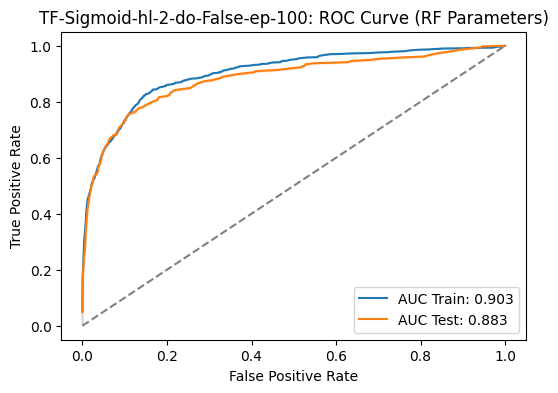 TF-Sigmoid-hl-2-do-False-ep-100: ROC Curve (RF Parameters)
1.0
0.8
0.6
0.4
0.2
0.0
True Positive Rate
AUC Train: 0.903
AUC Test: 0.883
0.0 0.2 0.4 0.6 0.8 1.0
False Positive Rate